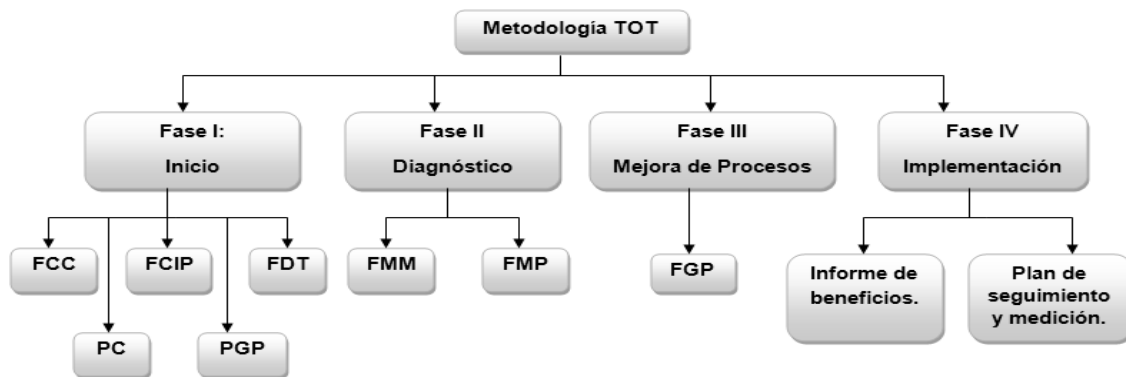 Metodología TOT
Fase I:
Inicio
Fase II
Diagnóstico
Fase III
Mejora de Procesos
Fase IV
Implementación
FCC
FCIP
FDT
PC
PGP
FMM
FMP
FGP
Informe de
beneficios.
Plan de
seguimiento
y medición.